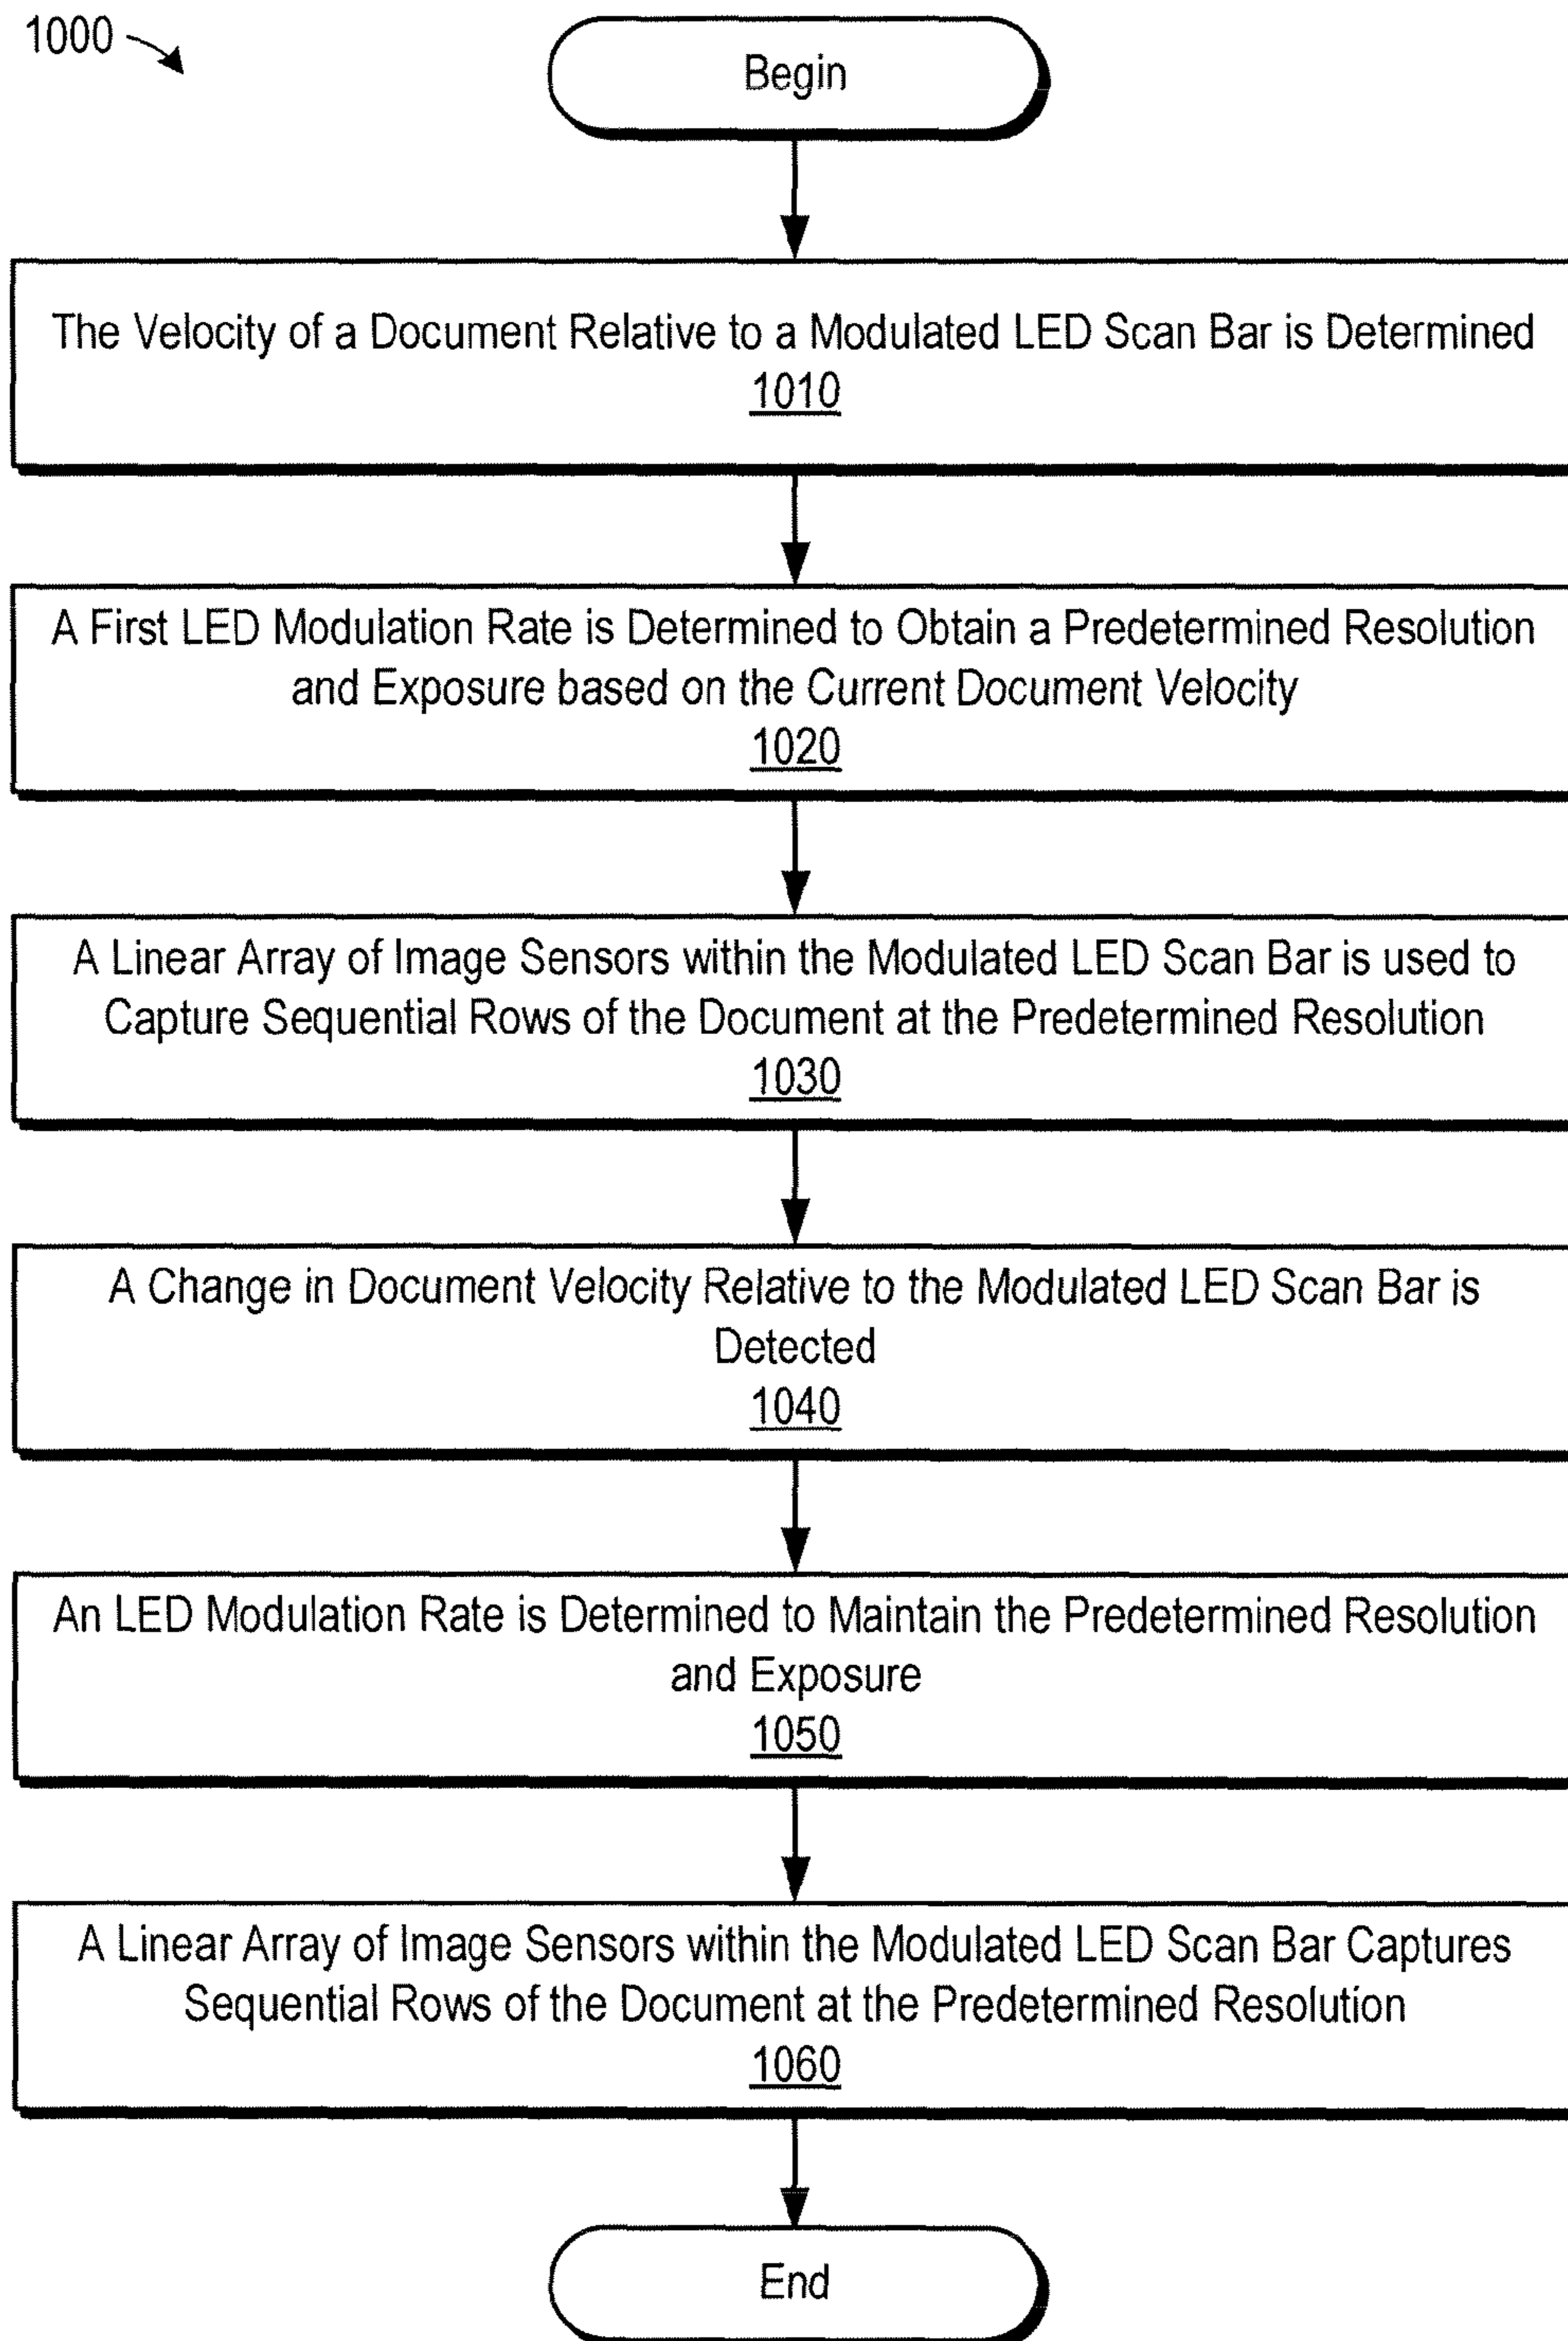 1000
Begin
The Velocity of a Document Relative to a Modulated LED Scan Bar is Determined
1010
A First LED Modulation Rate is Determined to Obtain a Predetermined Resolution
and Exposure based on the Current Document Velocity
1020
A Linear Array of Image Sensors within the Modulated LED Scan Bar is used to
Capture Sequential Rows of the Document at the Predetermined Resolution
1030
A Change in Document Velocity Relative to the Modulated LED Scan Bar is
Detected
1040
An LED Modulation Rate is Determined to Maintain the Predetermined Resolution
and Exposure
1050
A Linear Array of Image Sensors within the Modulated LED Scan Bar Captures
Sequential Rows of the Document at the Predetermined Resolution
1060
End